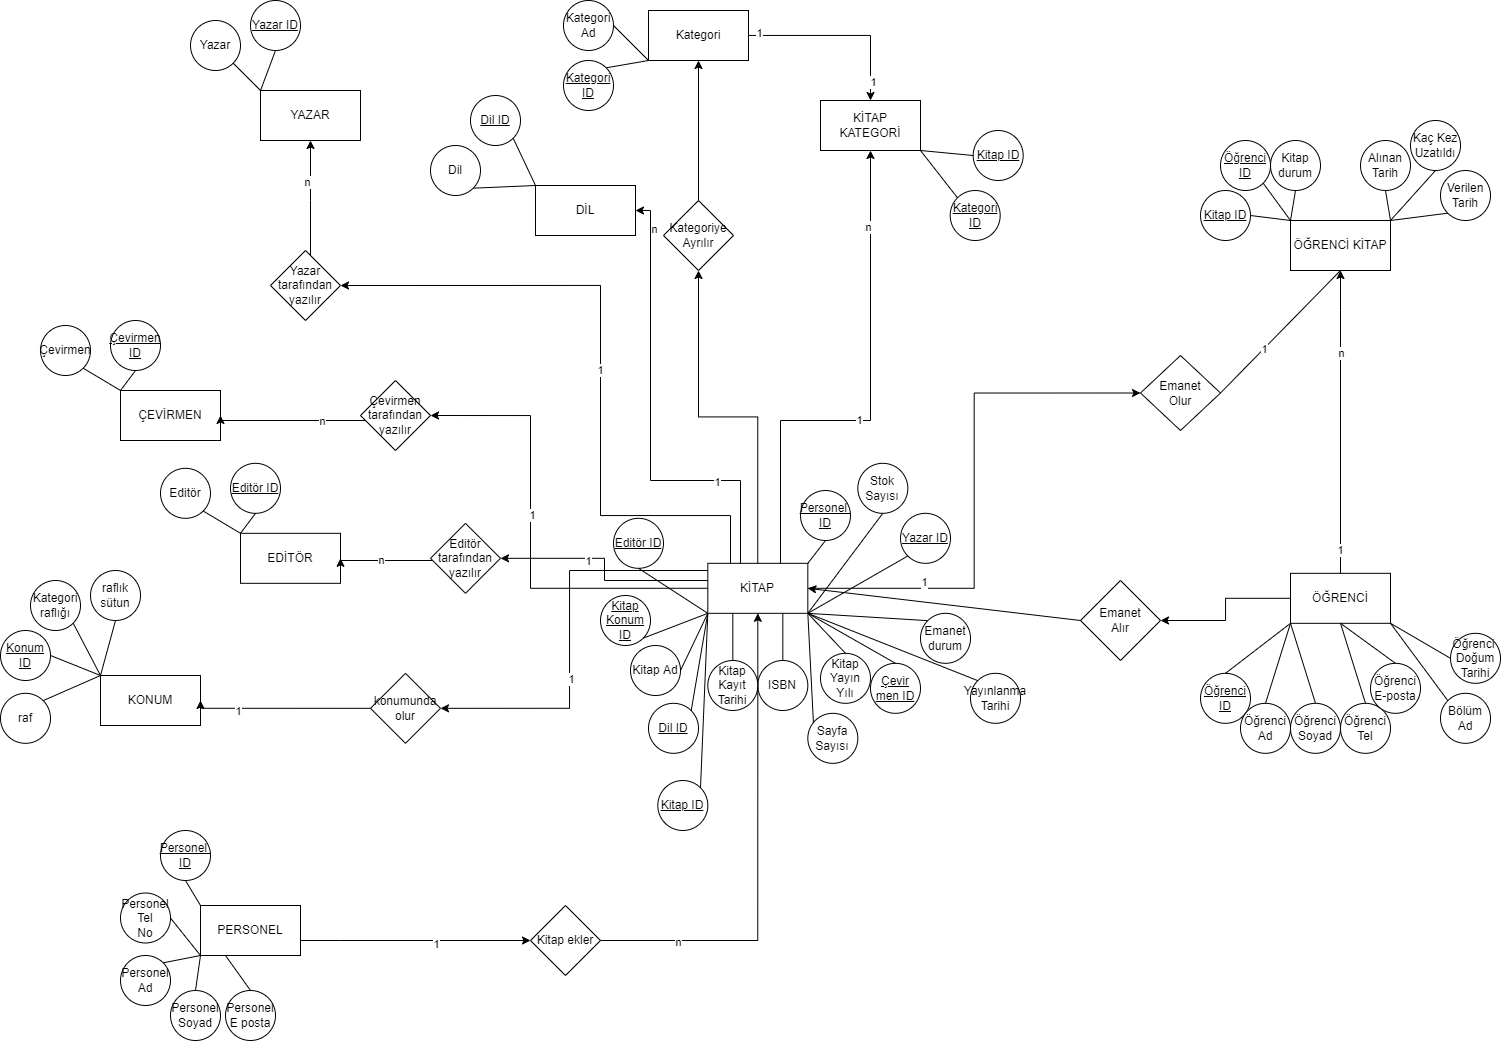 Yazar ID
Yazar
YAZAR
Kategori
Ad
Kategori
ID
Kategori
1
1
KİTAP
KATEGORİ
Kitap ID
Kategori
ID
Dil ID
Dil
DİL
n
n
Kategoriye
Ayrılır
n
Yazar
tarafından
yazılır
Kaç Kez
Uzatıldı
Alınan
Tarih
Verilen
Tarih
Öğrenci
ID
Kitap
durum
Kitap ID
ÖĞRENCİ KİTAP
Çevirmen
Çevirmen
ID
ÇEVİRMEN
n
Çevirmen
tarafından
yazılır
1
1
n
Emanet
Olur
1
1
Editör
Editör ID
EDİTÖR
n
Editör
tarafından
yazılır
1
1
Editör ID
Personel
ID
Stok
Sayısı
Yazar ID
KİTAP
1
1
Kategori
raflığı
raflık
sütun
Konum
ID
raf
KONUM
1
konumunda
olur
1
Kitap
Konum
ID
Kitap Ad
Dil ID
Kitap ID
Kitap
Kayıt
Tarihi
ISBN
Sayfa
Sayısı
Kitap
Yayın
Yılı
Çevir
men ID
Emanet
durum
Yayınlanma
Tarihi
Emanet
Alır
ÖĞRENCİ
Öğrenci
ID
Öğrenci
Ad
Öğrenci
Soyad
Öğrenci
Tel
Öğrenci
E-posta
Bölüm
Ad
Öğrenci
Doğum
Tarihi
Personel
ID
Personel
Tel
No
Personel
Ad
Personel
Soyad
Personel
E posta
PERSONEL
1
Kitap ekler
n